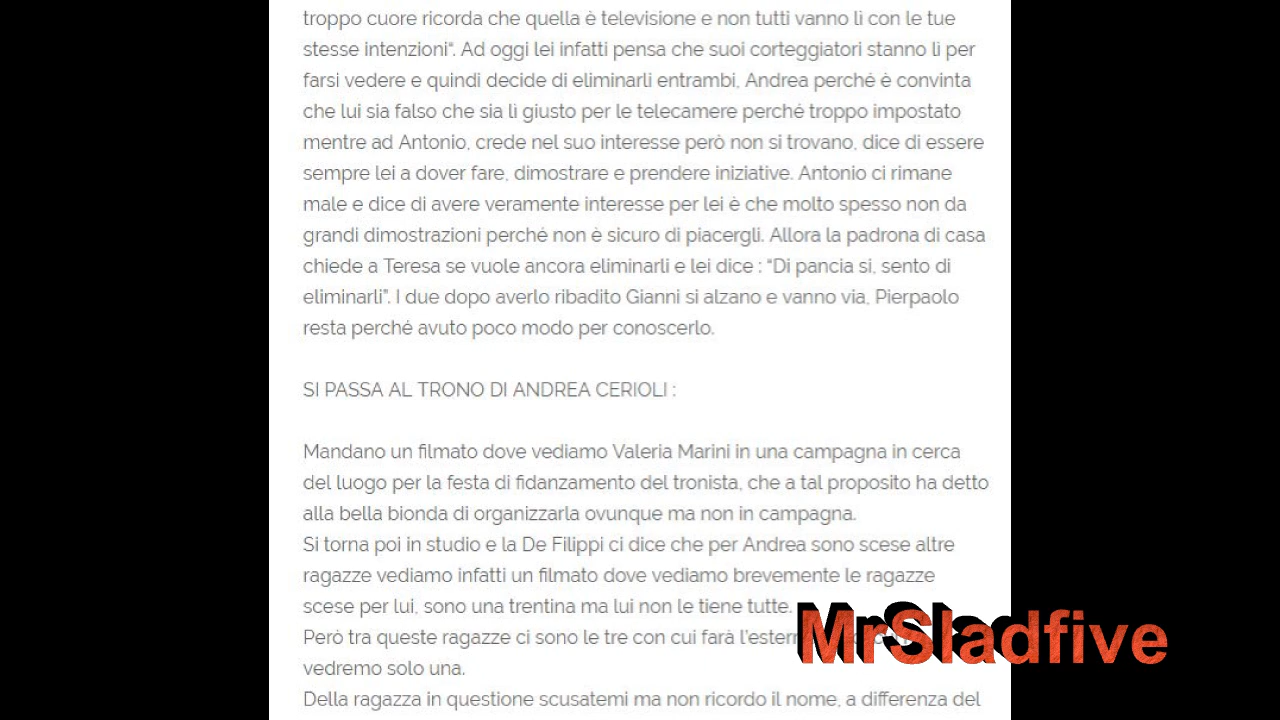 troppo cuore ricorda che quella è televisione e non tutti vanno lì con le tue
stesse intenzioni“. Ad oggi lei infatti pensa che suoi corteggiatori stanno lì per
farsi vedere e quindi decide di eliminarli entrambi, Andrea perché è convinta
che lui sia falso che sia lì giusto per le telecamere perché troppo impostato
mentre ad Antonio, crede nel suo interesse però non si trovano, dice di essere
sempre lei a dover fare, dimostrare e prendere iniziative. Antonio ci rimane
male e dice di avere veramente interesse per lei è che molto spesso non da
grandi dimostrazioni perché non è sicuro di piacergli. Allora la padrona di casa
chiede a Teresa se vuole ancora eliminarli e lei dice : “Di pancia si, sento di
eliminarli”. I due dopo averlo ribadito Gianni si alzano e vanno via, Pierpaolo
resta perché avuto poco modo per conoscerlo.
SI PASSA AL TRONO DI ANDREA CERIOLI :
Mandano un filmato dove vediamo Valeria Marini in una campagna in cerca
del luogo per la festa di fidanzamento del tronista, che a tal proposito ha detto
alla bella bionda di organizzarla ovunque ma non in campagna.
Si torna poi in studio e la De Filippi ci dice che per Andrea sono scese altre
ragazze vediamo infatti un filmato dove vediamo brevemente le ragazze
scese per lui, sono una trentina ma lui non le tiene tutte.
Però tra queste ragazze ci sono le tre con cui farà
vedremo solo una.
Della ragazza in questione scusatemi ma non ricordo il nome, a differenza del
MrSladfive